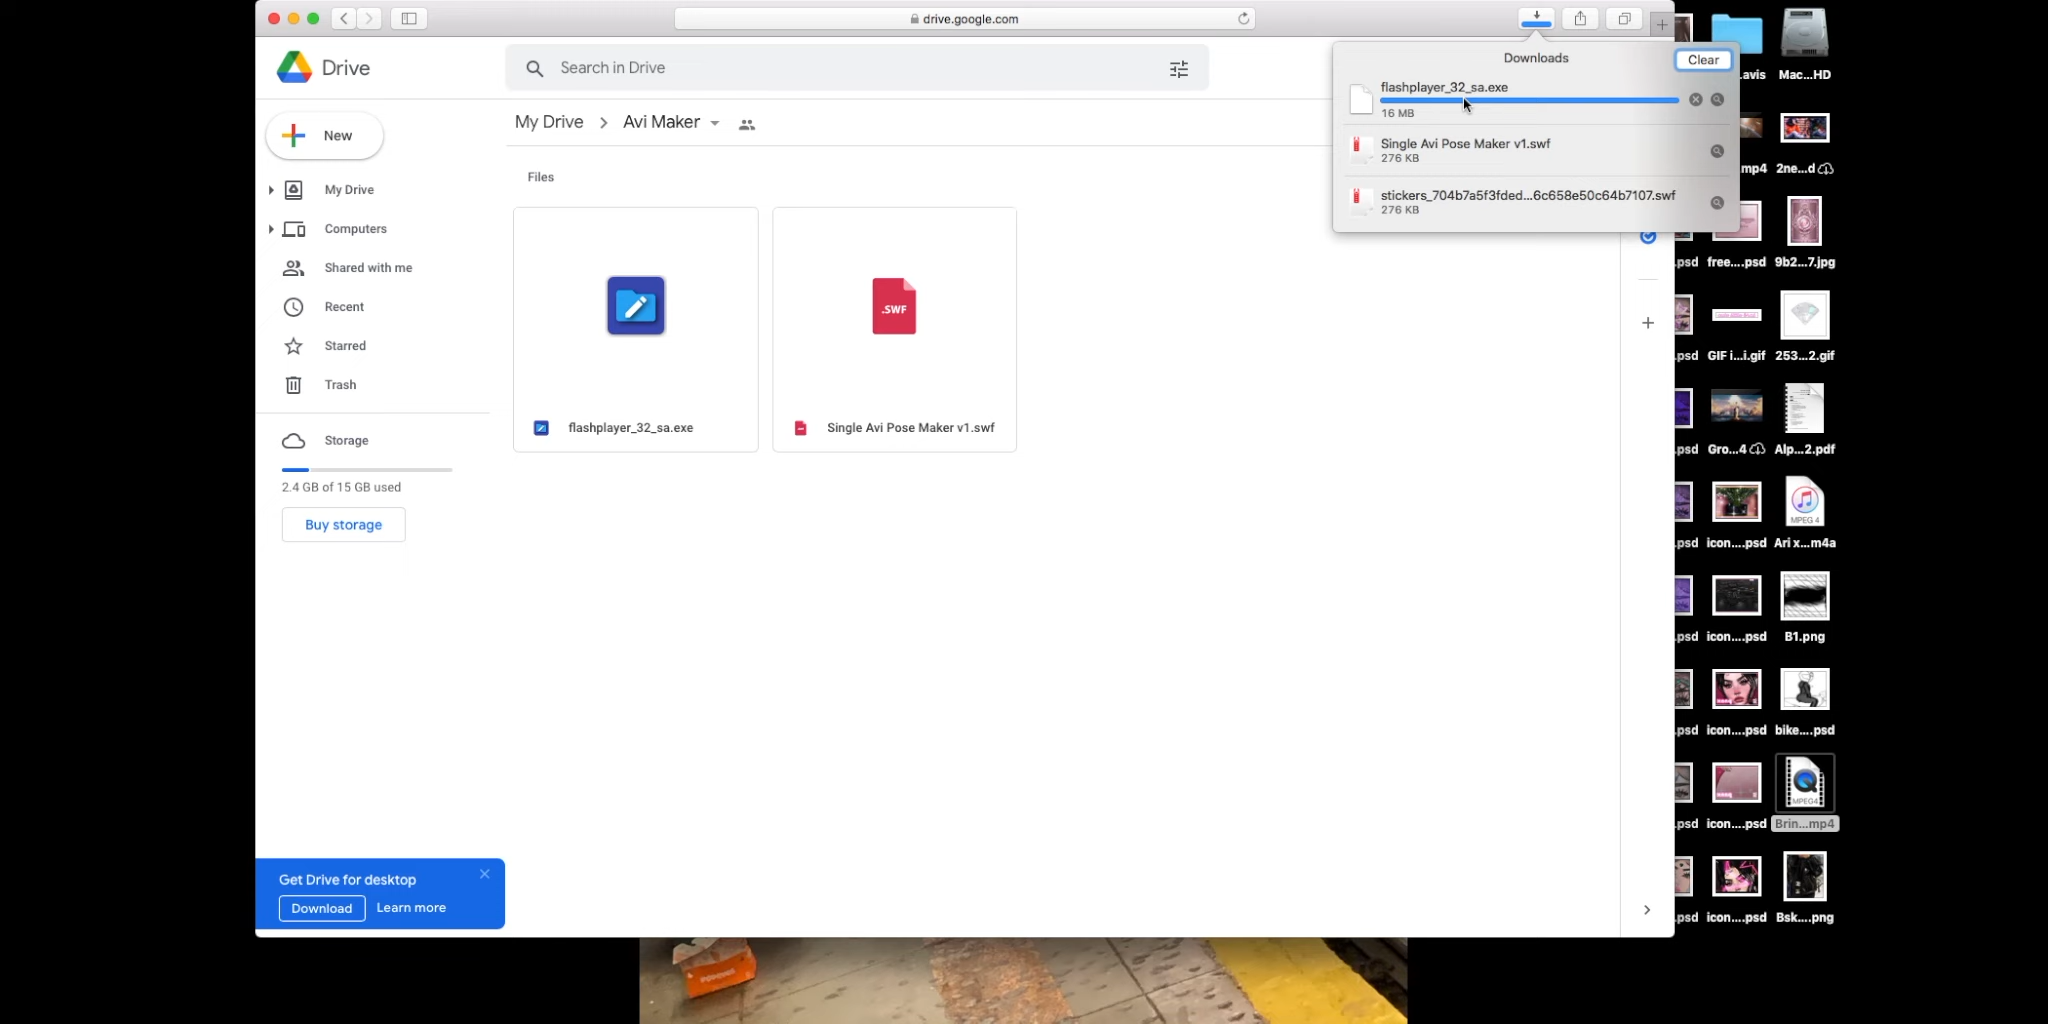 drive.google.com
Drive
Search in Drive
Downloads
Clear
flashplayer_32_sa.exe
16 MB
Single Avi Pose Maker v1.swf
276 KB
stickers_704b7a5f3fded...6c658e50c64b7107.swf
276 KB
New
My Drive
Computers
Shared with me
Recent
Starred
Trash
Storage
2.4 GB of 15 GB used
Buy storage
My Drive > Avi Maker
Files
.SWF
flashplayer_32_sa.exe
Single Avi Pose Maker v1.swf
Get Drive for desktop
Download
Learn more
.avis
Mac...HD
.mp4
2ne...d
.psd
free....psd
9b2...7.jpg
.psd
GIF i...i.gif
253...2.gif
.psd
Gro...4
Alp...2.pdf
.psd
icon....psd
MPEG 4
Ari x...m4a
.psd
icon....psd
B1.png
.psd
icon....psd
bike....psd
.psd
icon....psd
MPEG4
Brin...mp4
.psd
icon....psd
Bsk....png